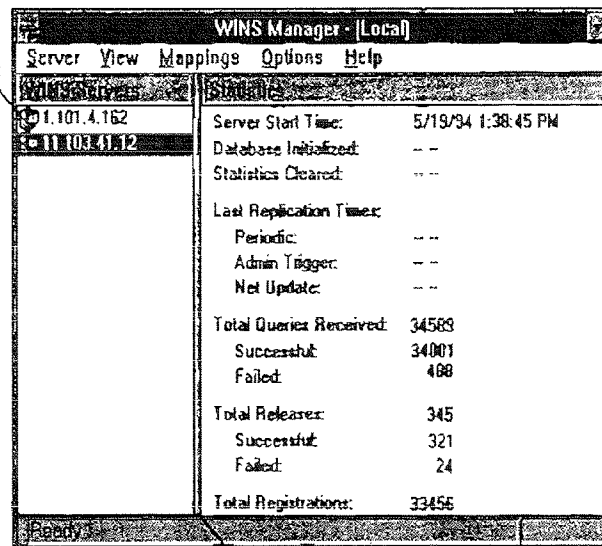 WINS Manager - [Local]
Server View Mappings Options Help
WINS Servers Statistics
1.101.4.162
11.103.41.12
Server Start Time: 5/19/94 1:38:45 PM
Database Initialized: -- --
Statistics Cleared: -- --
Last Replication Times:
Periodic: -- --
Admin Trigger: -- --
Net Update: -- --
Total Queries Received: 34589
Successful: 34001
Failed: 488
Total Releases: 345
Successful: 321
Failed: 24
Total Registrations: 33456
Ready